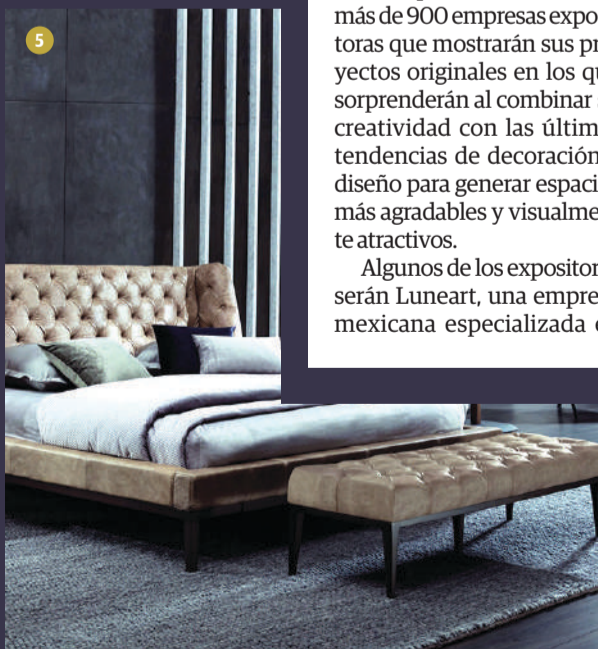 5
más de 900 empresas expo
toras que mostrarán sus pr
yectos originales en los qu
sorprenderán al combinar
creatividad con las últim
tendencias de decoración
diseño para generar espaci
más agradables y visualme
te atractivos.
Algunos de los expositor
serán Luneart, una empre
mexicana especializada e